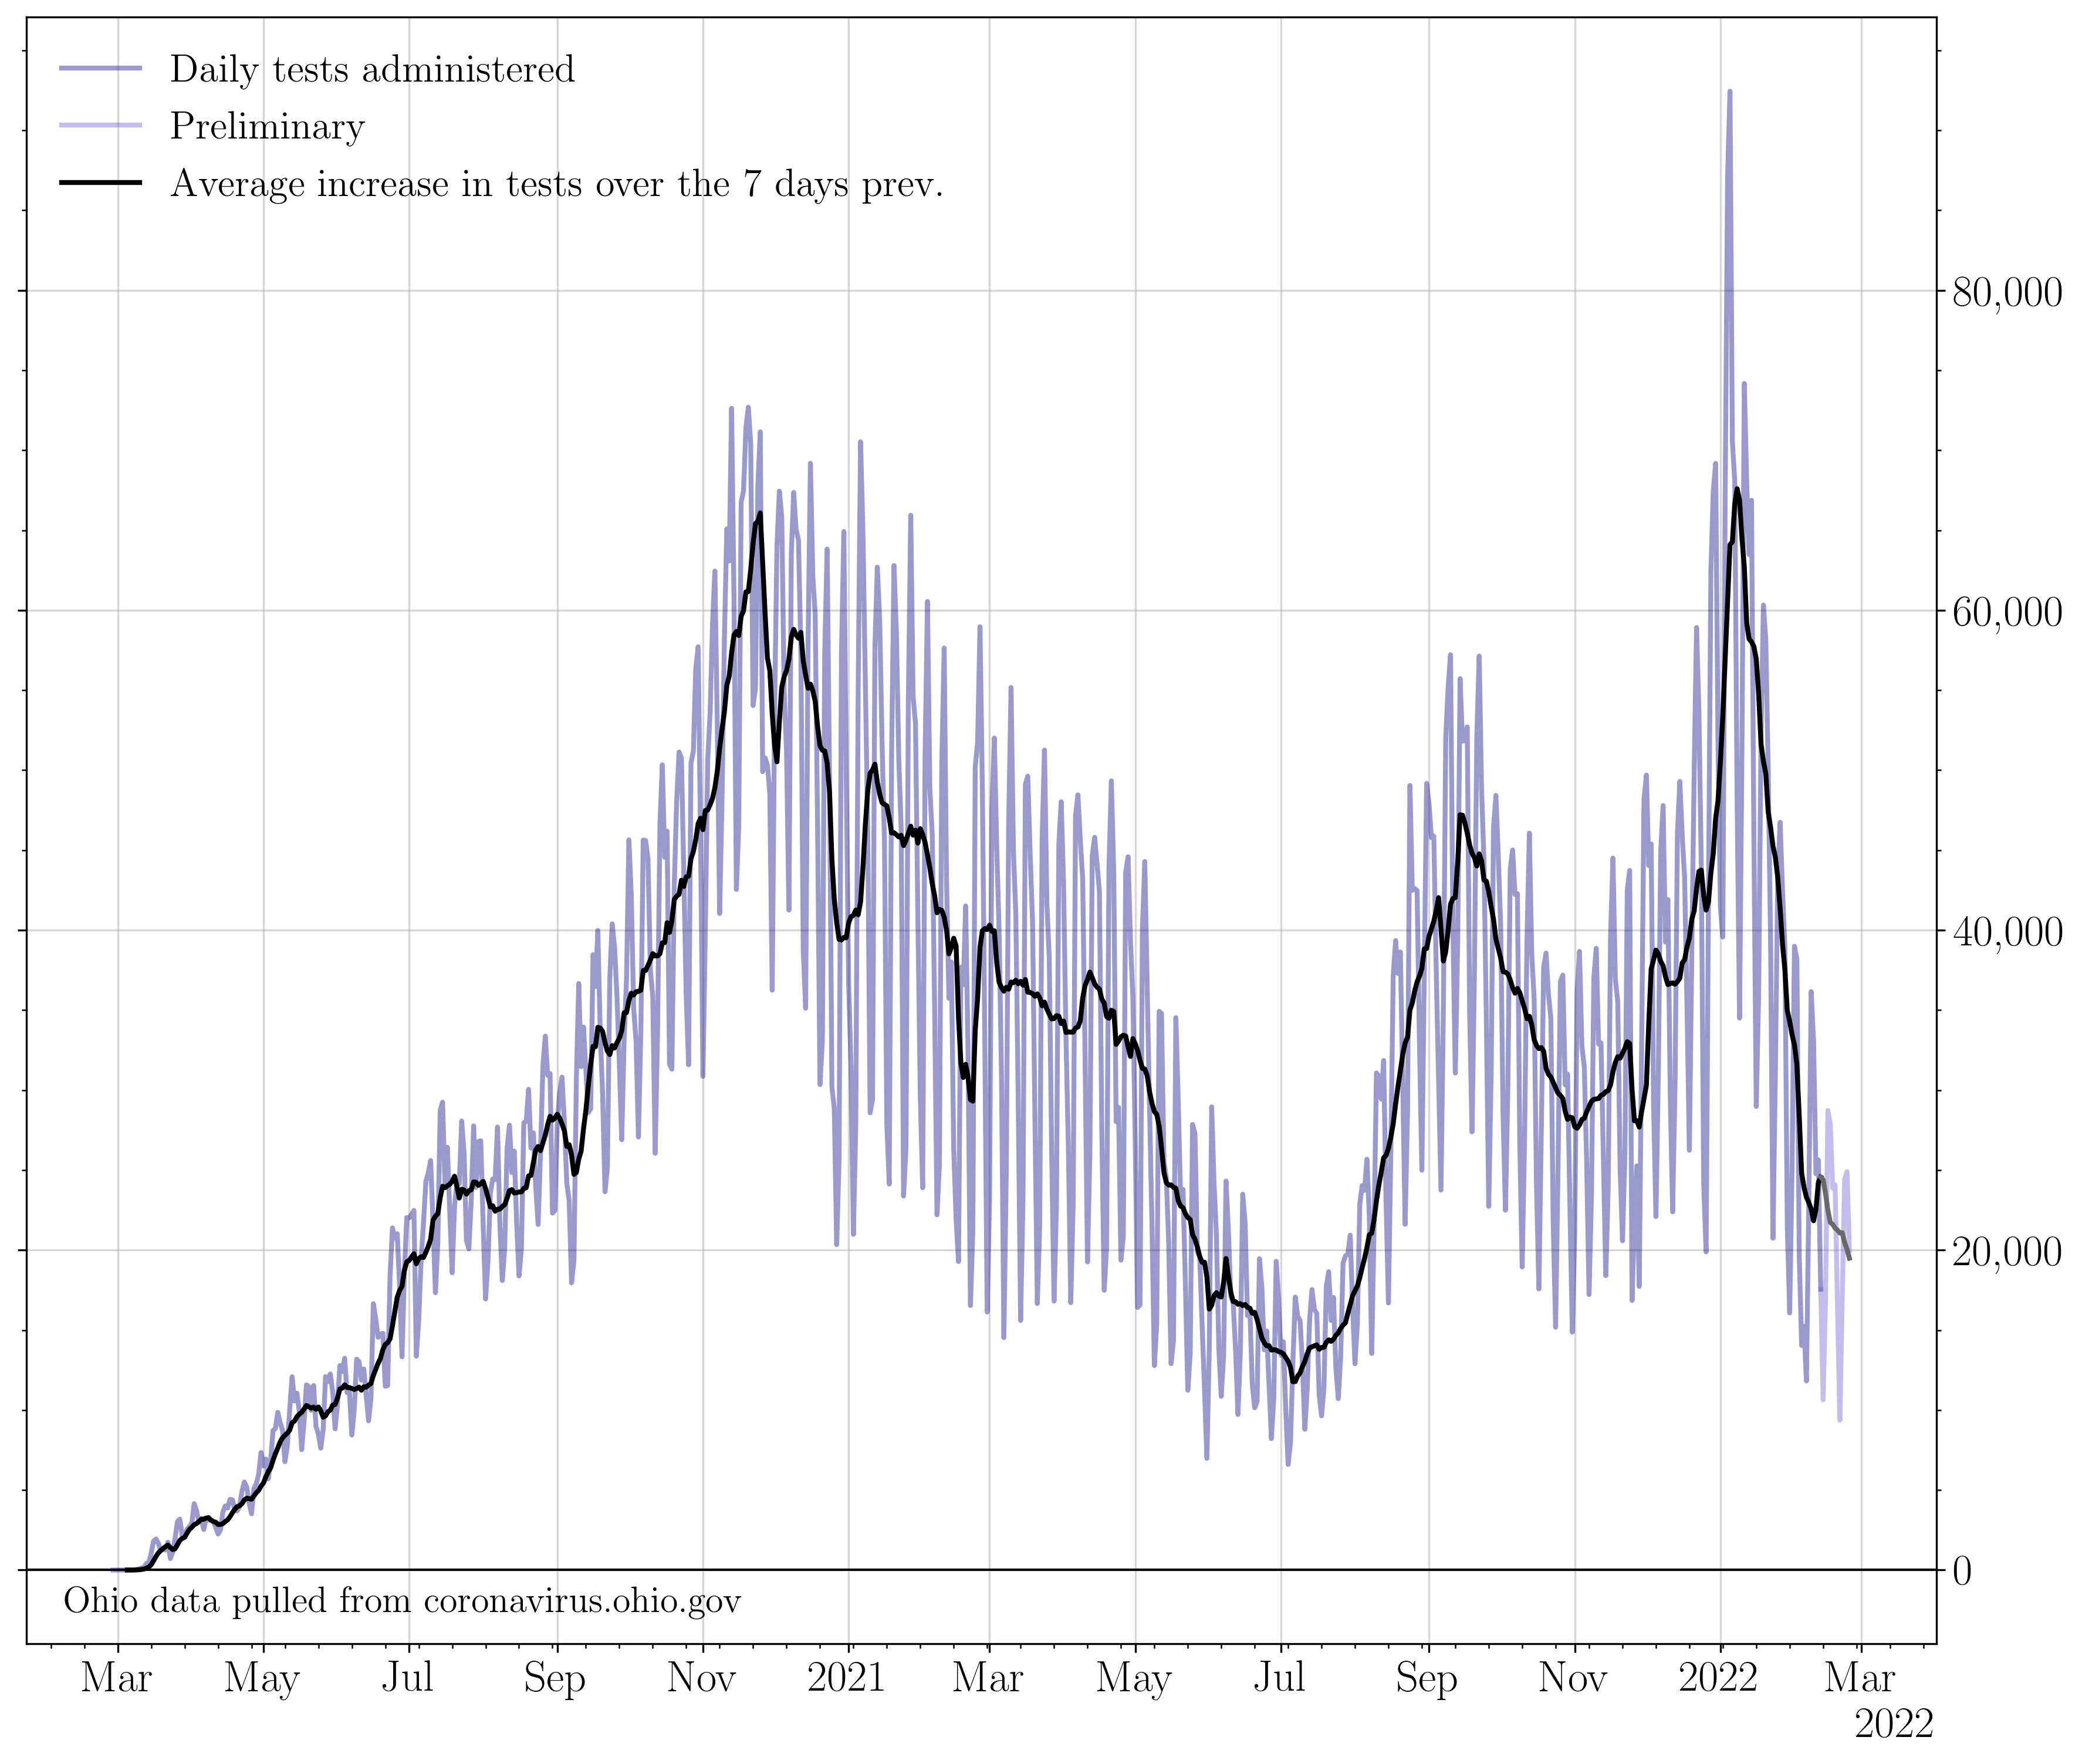 Daily tests administered
Preliminary
Average increase in tests over the 7 days prev.
80,000
60,000
40,000
20,000
0
Ohio data pulled from coronavirus.ohio.gov
Mar May Jul Sep Nov 2021 Mar May Jul Sep Nov 2022 Mar
2022